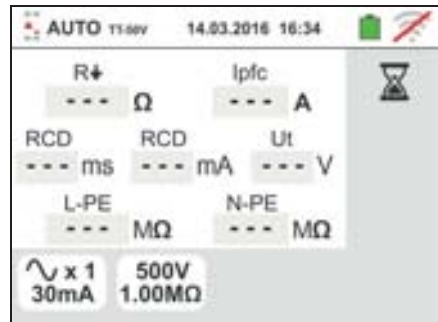 AUTO TT-50V 14.03.2016 16:34
R Ipfc
- - - Ω - - - A
RCD RCD Ut
- - - ms - - - mA - - - V
L-PE N-PE
- - - MΩ - - - MΩ
x 1 500V
30mA 1.00MΩ